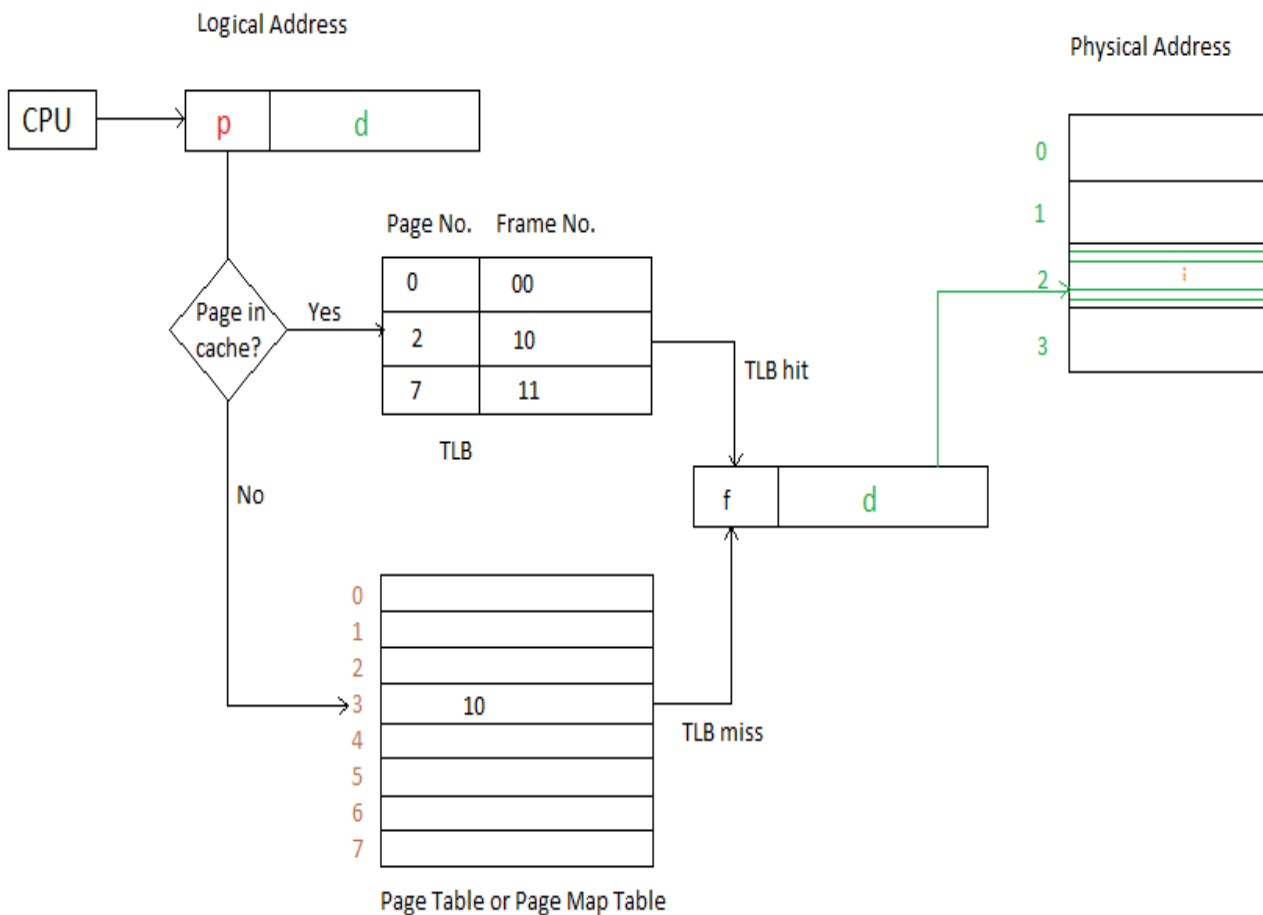 Logical Address
Physical Address
CPU
p d
0
1
2 i
3
Page No. Frame No.
0 00
2 10
7 11
Page in
cache?
Yes
TLB hit
TLB
No
f d
0
1
2
3 10
4
5
6
7
TLB miss
Page Table or Page Map Table